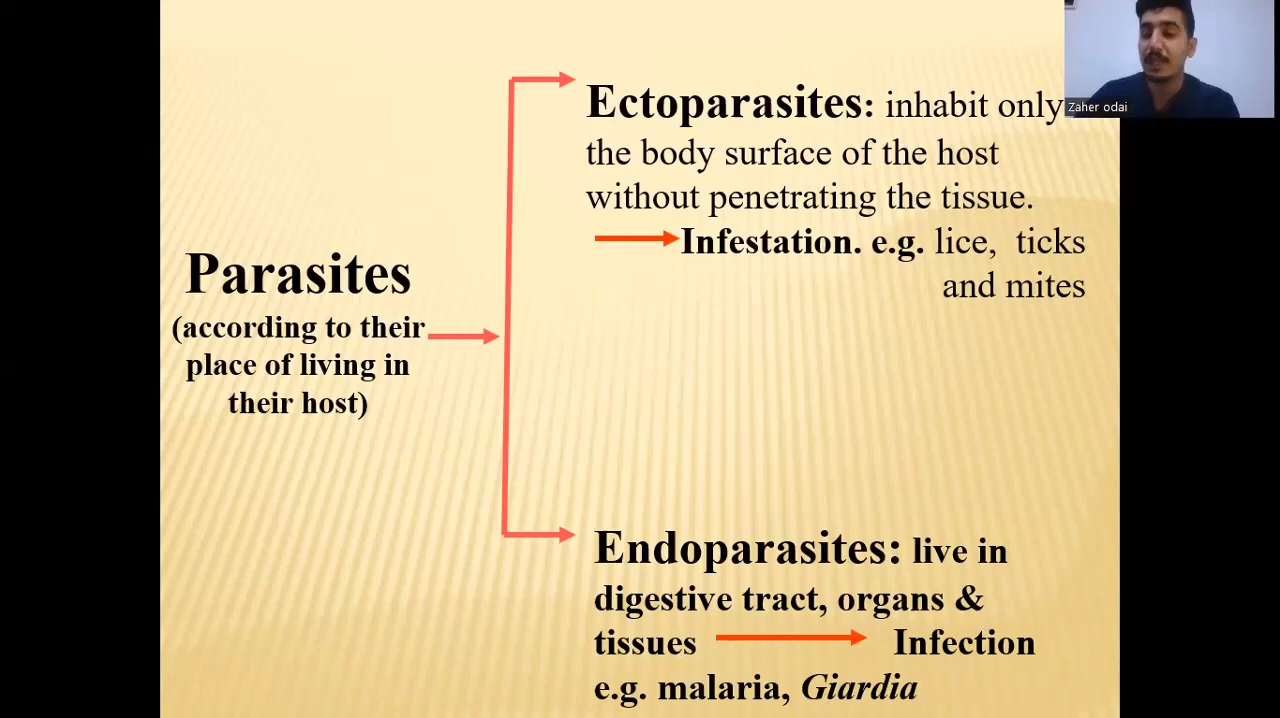 Parasites
(according to their
place of living in
their host)
Ectoparasites: inhabit only
the body surface of the host
without penetrating the tissue.
Infestation. e.g. lice, ticks
and mites
Endoparasites: live in
digestive tract, organs &
tissues Infection
e.g. malaria, Giardia
Zaher odai